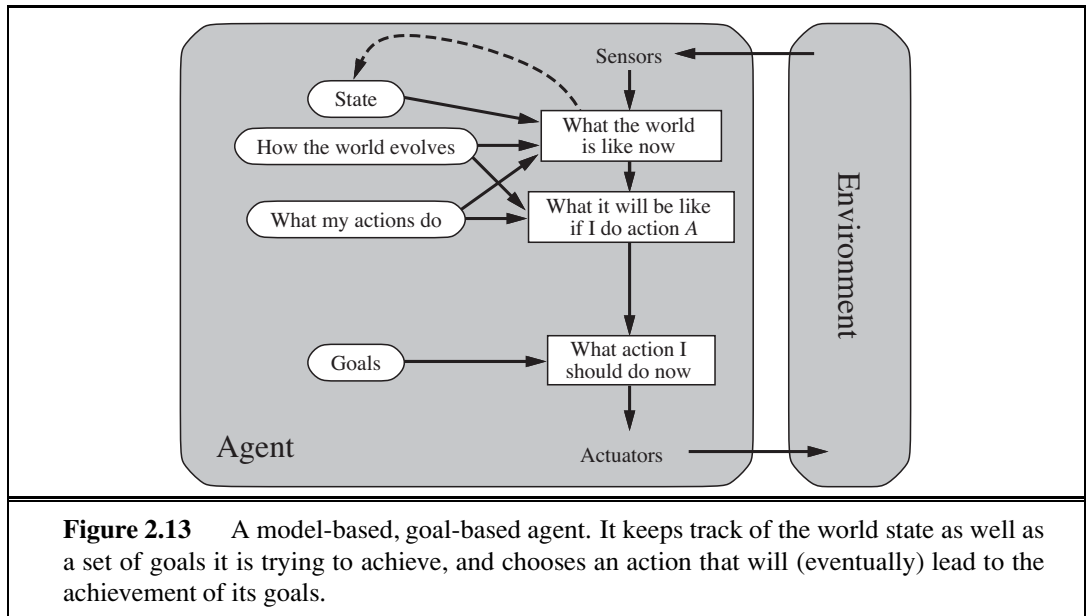 Sensors
State
What the world
is like now
How the world evolves
What my actions do
What it will be like
if I do action A
Environment
Goals
What action I
should do now
Agent
Actuators
Figure 2.13 A model-based, goal-based agent. It keeps track of the world state as well as
a set of goals it is trying to achieve, and chooses an action that will (eventually) lead to the
achievement of its goals.